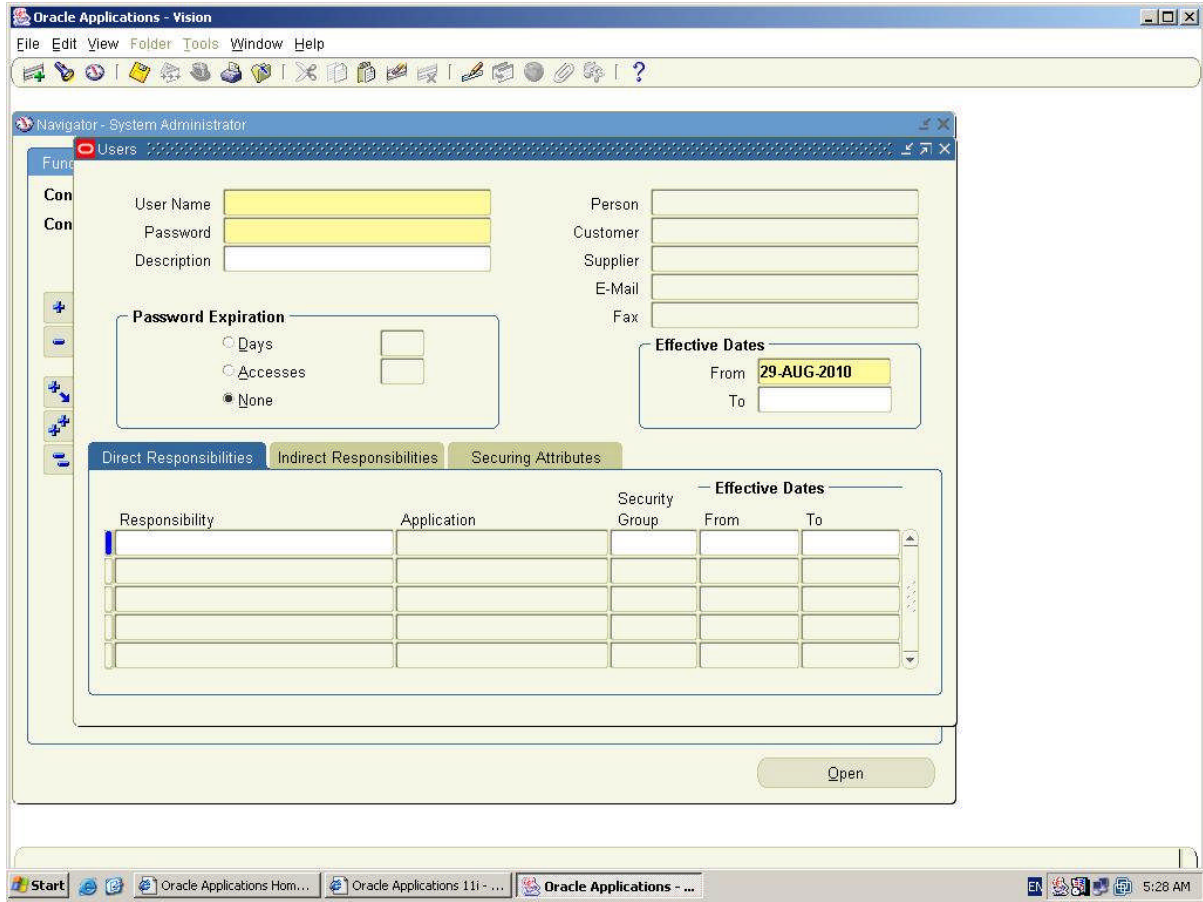 Oracle Applications - Vision
File Edit View Folder Tools Window Help
?
Navigator - System Administrator
Users
Func
Con
Con
User Name
Password
Description
Person
Customer
Supplier
E-Mail
Fax
Password Expiration
Days
Accesses
None
Effective Dates
From 29-AUG-2010
To
Direct Responsibilities Indirect Responsibilities Securing Attributes
Effective Dates
Responsibility Application Security Group From To
Open
Start Oracle Applications Hom... Oracle Applications 11i - ... Oracle Applications - ... EN 5:28 AM